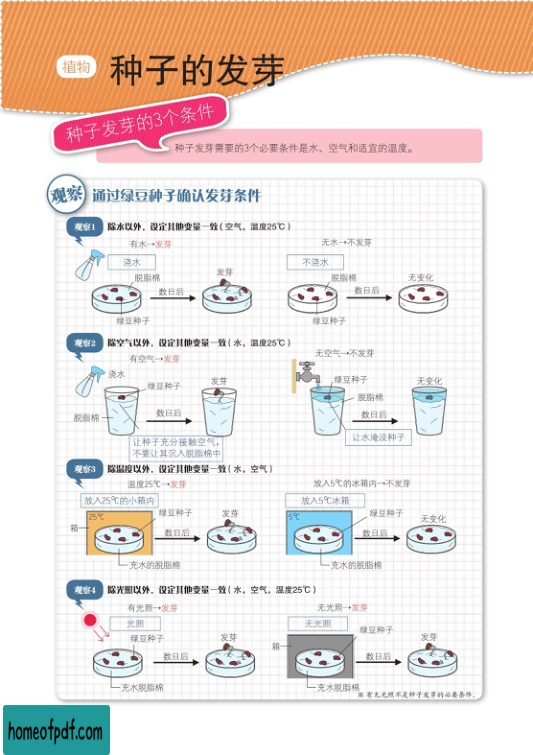 植物
种子的发芽
种子发芽的3个条件
种子发芽需要的3个必要条件是水、空气和适宜的温度。
观察
通过绿豆种子确认发芽条件
观察1
除水以外，设定其他变量一致（空气，温度25℃）
有水→发芽
无水→不发芽
浇水
不浇水
脱脂棉
数日后
发芽
绿豆种子
脱脂棉
数日后
无变化
绿豆种子
观察2
除空气以外，设定其他变量一致（水，温度25℃）
有空气→发芽
无空气→不发芽
浇水
绿豆种子
发芽
脱脂棉
数日后
让种子充分接触空气，
不要让其沉入脱脂棉中
绿豆种子
无变化
脱脂棉
数日后
让水淹没种子
观察3
除温度以外，设定其他变量一致（水，空气）
温度25℃→发芽
放入5℃的冰箱内→不发芽
放入25℃的小箱内
放入5℃冰箱
25℃
绿豆种子
发芽
箱
数日后
充水的脱脂棉
5℃
绿豆种子
无变化
数日后
充水的脱脂棉
观察4
除光照以外，设定其他变量一致（水，空气，温度25℃）
有光照→发芽
无光照→发芽
光照
无光照
绿豆种子
发芽
数日后
充水脱脂棉
绿豆种子
箱
发芽
数日后
充水脱脂棉
※ 有无光照不是种子发芽的必要条件。
homeofpdf.com